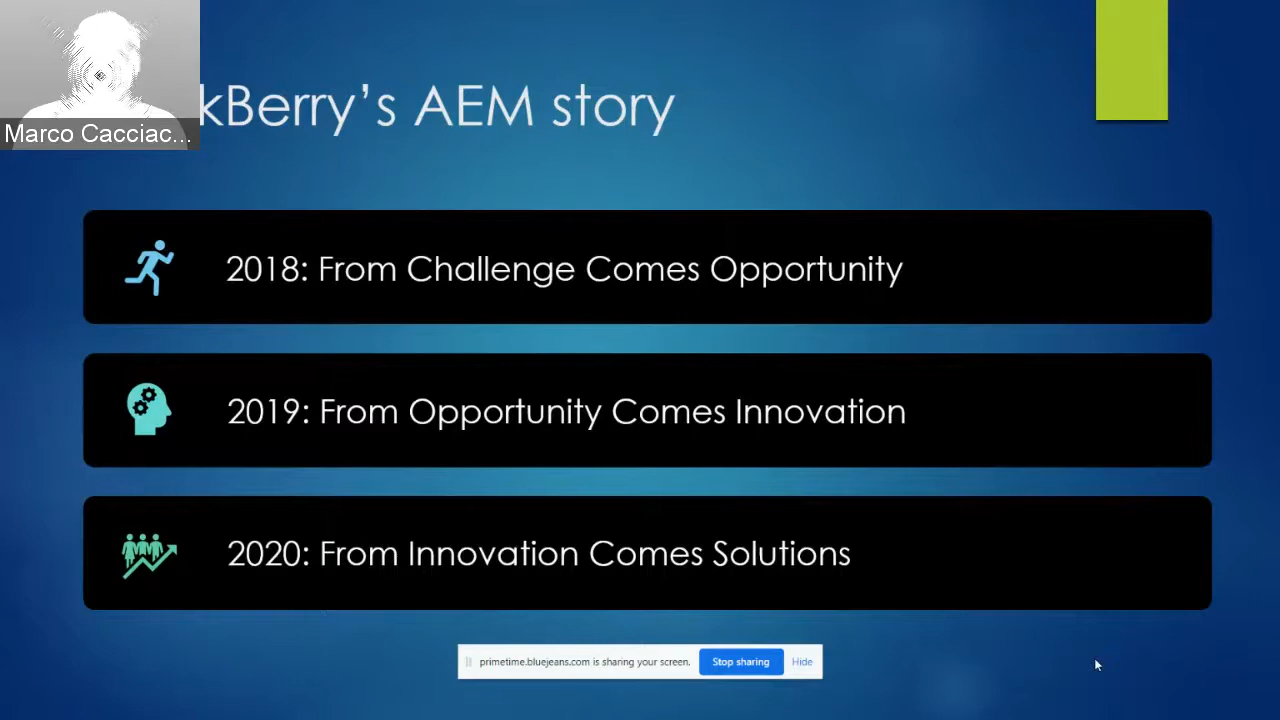 kBerry’s AEM story
Marco Cacciac...
2018: From Challenge Comes Opportunity
2019: From Opportunity Comes Innovation
2020: From Innovation Comes Solutions
primetime.bluejeans.com is sharing your screen. Stop sharing Hide